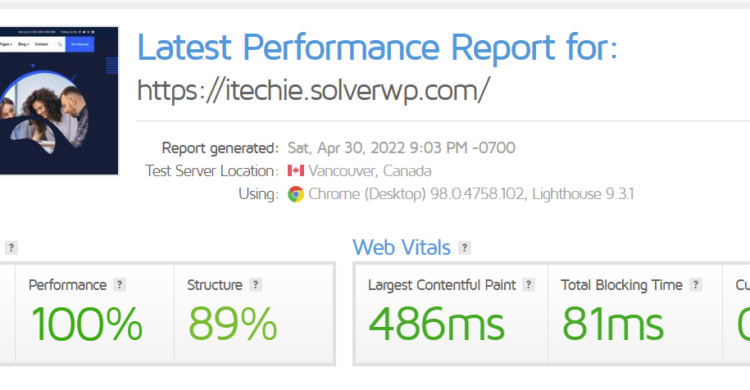 Pages Blog Contact Get Started
Latest Performance Report for:
https://itechie.solverwp.com/
Report generated: Sat, Apr 30, 2022 9:03 PM -0700
Test Server Location: Vancouver, Canada
Using: Chrome (Desktop) 98.0.4758.102, Lighthouse 9.3.1
? Web Vitals ?
Performance ? Structure ? Largest Contentful Paint ? Total Blocking Time ? Cu
100% 89% 486ms 81ms